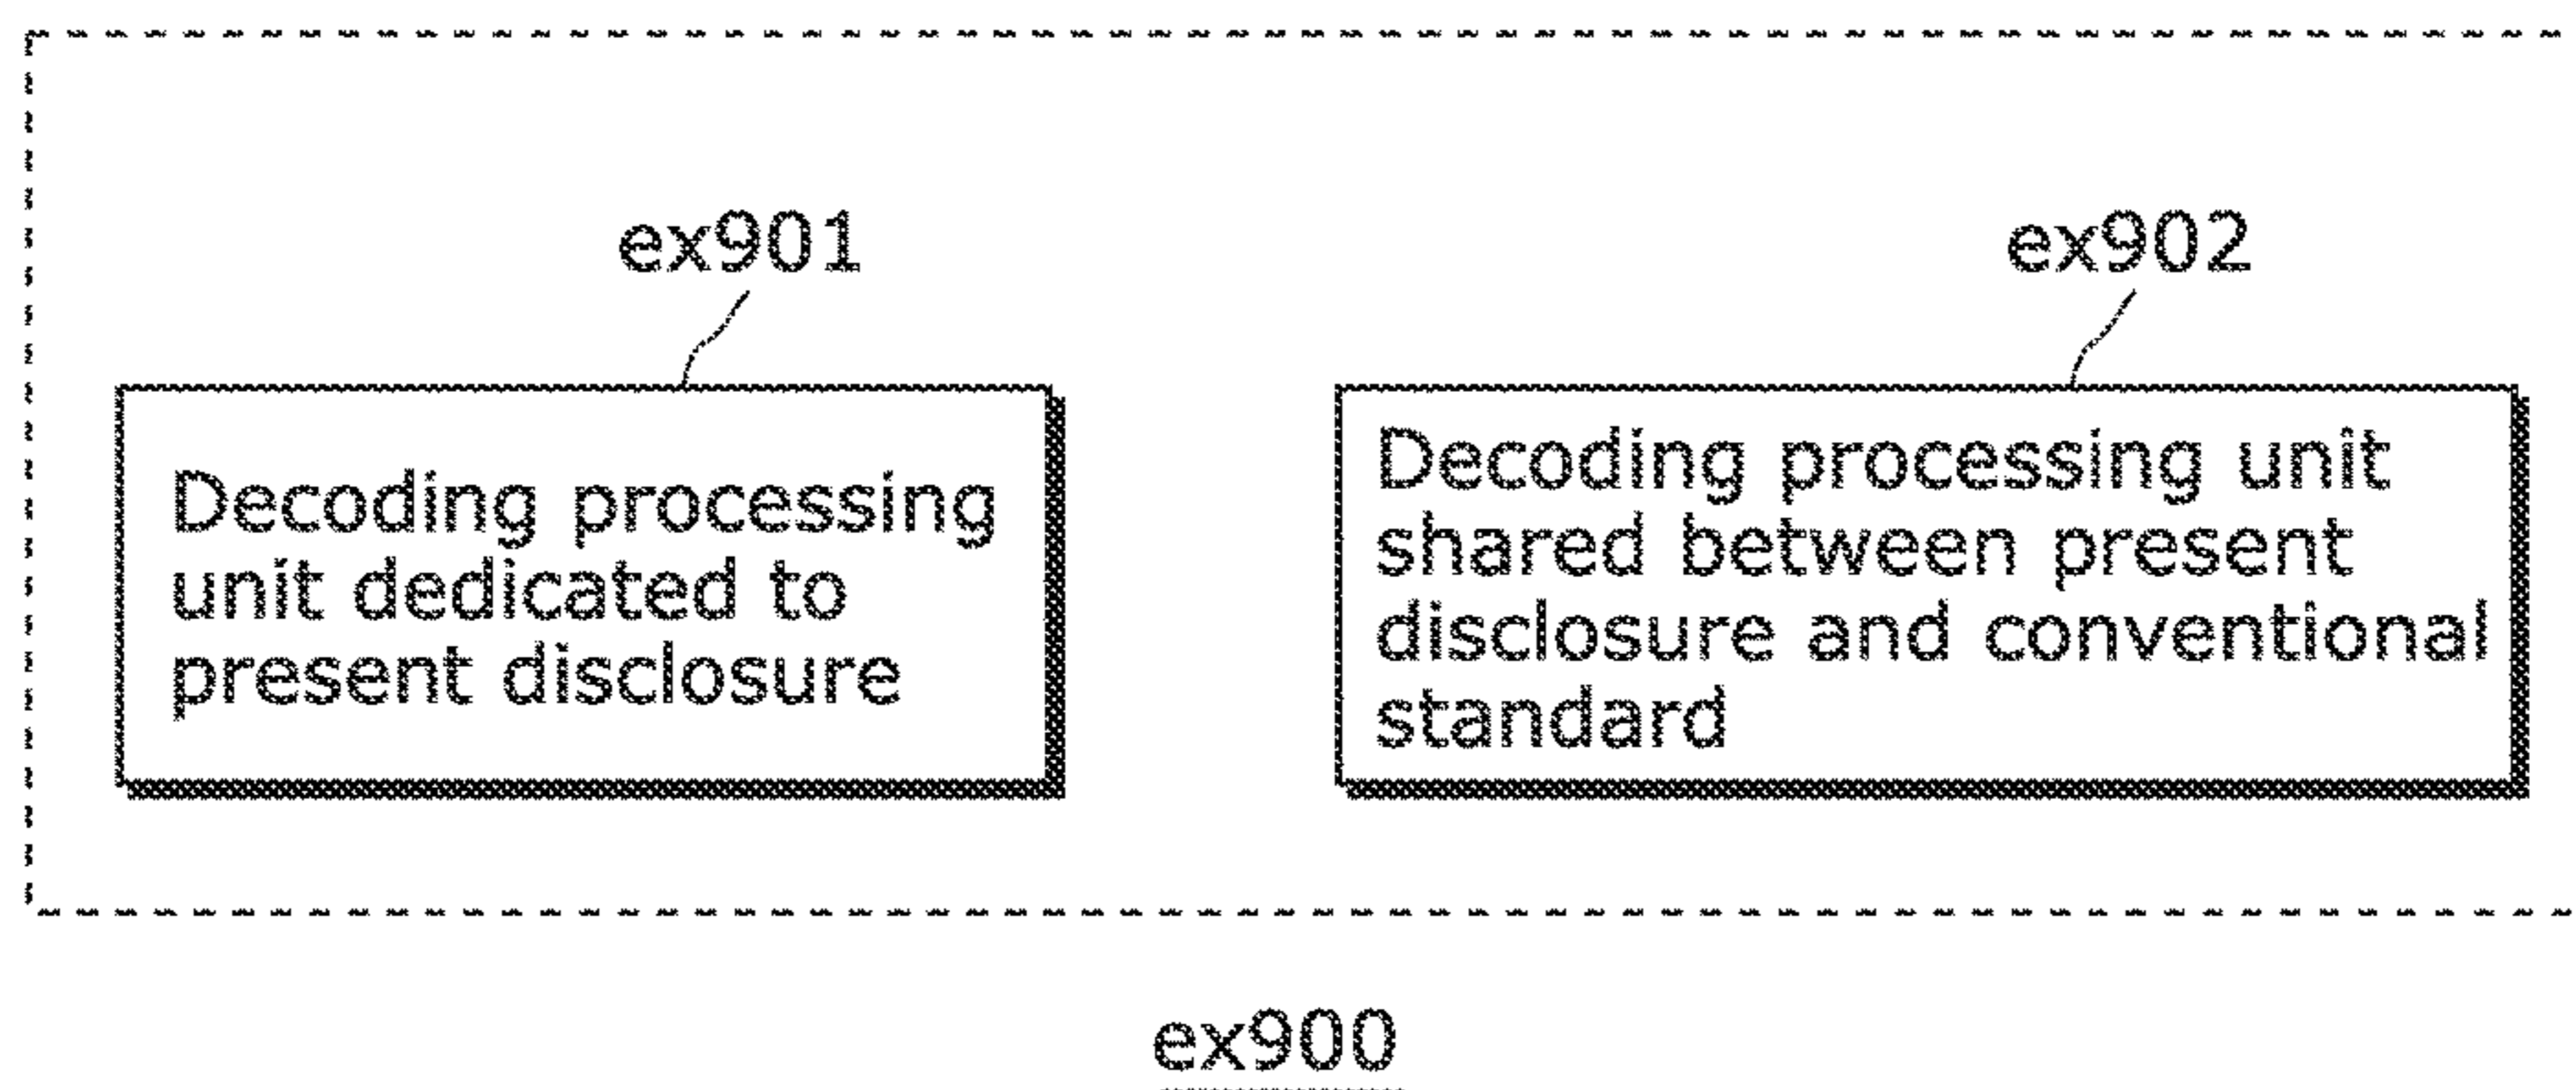 ex901
ex902
Decoding processing
unit dedicated to
present disclosure
Decoding processing unit
shared between present
disclosure and conventional
standard
ex900